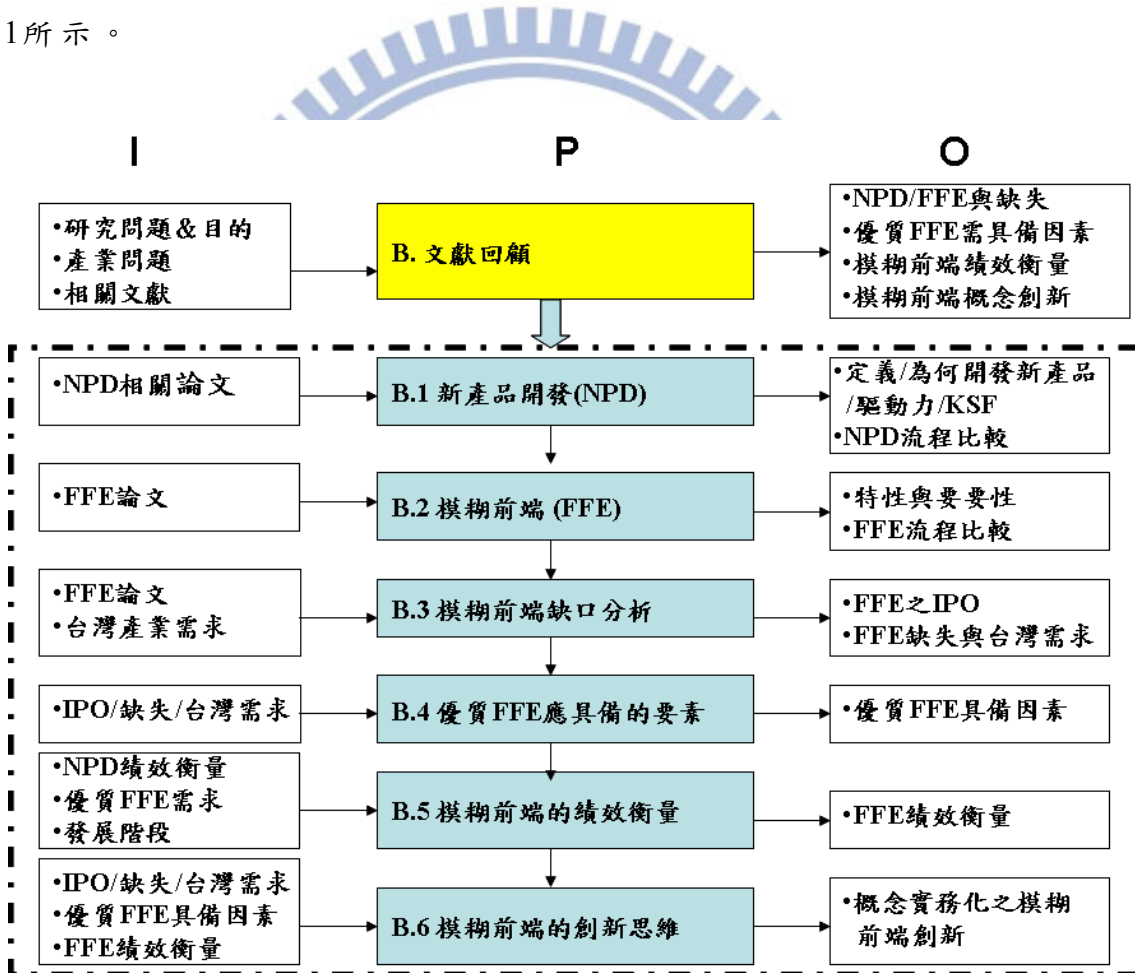 1所示。
I
P
O
•研究問題&目的
•產業問題
•相關文獻
B. 文獻回顧
•NPD/FFE與缺失
•優質FFE需具備因素
•模糊前端績效衡量
•模糊前端概念創新
•NPD相關論文
B.1 新產品開發(NPD)
•定義/為何開發新產品
/驅動力/KSF
•NPD流程比較
•FFE論文
B.2 模糊前端 (FFE)
•特性與要要性
•FFE流程比較
•FFE論文
•台灣產業需求
B.3 模糊前端缺口分析
•FFE之IPO
•FFE缺失與台灣需求
•IPO/缺失/台灣需求
B.4 優質FFE應具備的要素
•優質FFE具備因素
•NPD績效衡量
•優質FFE需求
•發展階段
B.5 模糊前端的績效衡量
•FFE績效衡量
•IPO/缺失/台灣需求
•優質FFE具備因素
•FFE績效衡量
B.6 模糊前端的創新思維
•概念實務化之模糊
前端創新